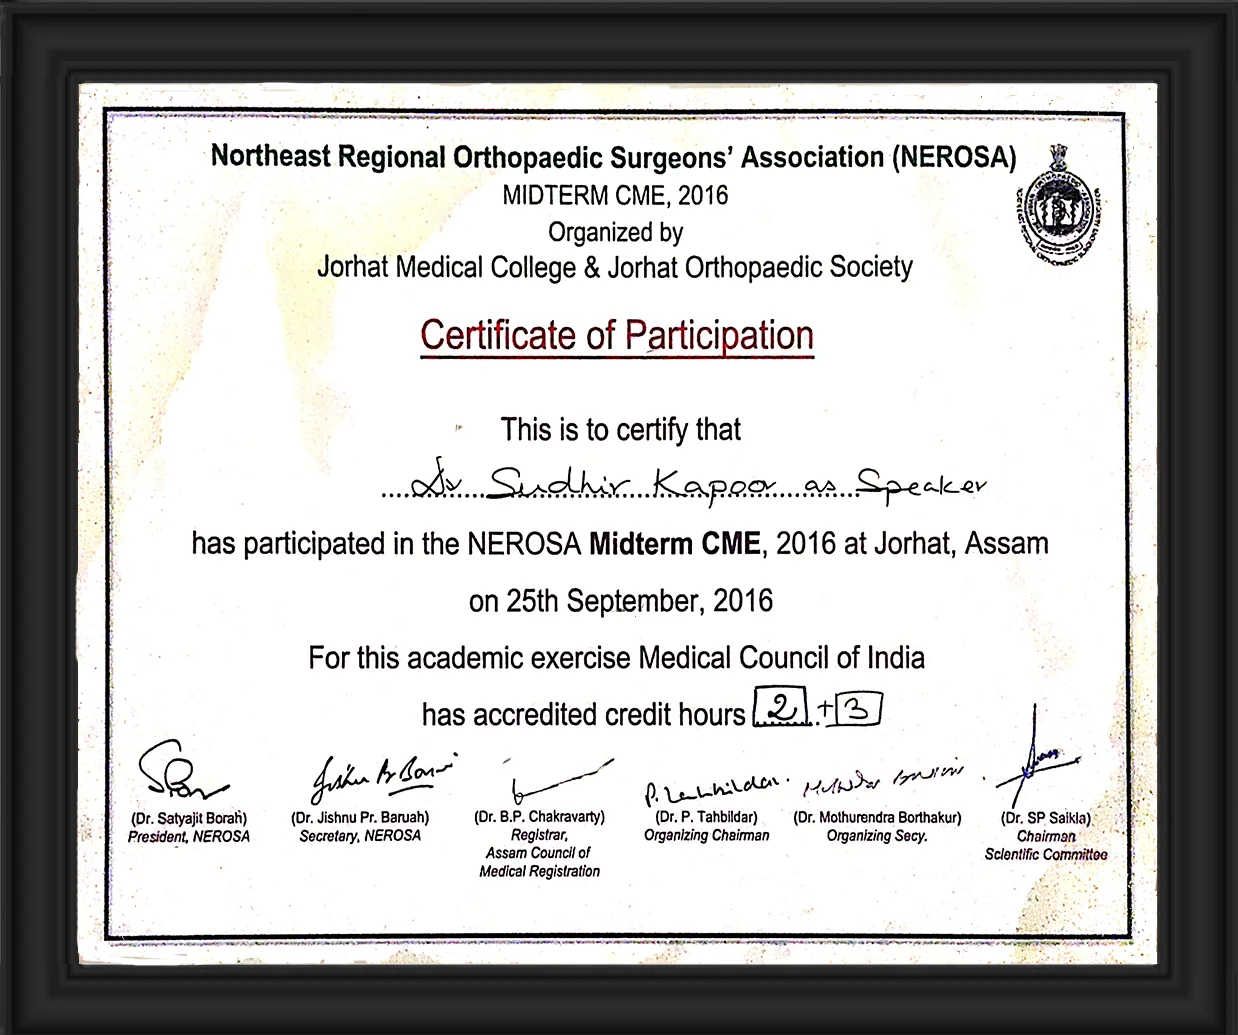 Northeast Regional Orthopaedic Surgeons' Association (NEROSA)
MIDTERM CME, 2016
Organized by
Jorhat Medical College & Jorhat Orthopaedic Society
Certificate of Participation
This is to certify that
Dr Sudhir Kapoor as Speaker
has participated in the NEROSA Midterm CME, 2016 at Jorhat, Assam
on 25th September, 2016
For this academic exercise Medical Council of India
has accredited credit hours 2 + 3
(Dr. Satyajit Borah)
President, NEROSA
(Dr. Jishnu Pr. Baruah)
Secretary, NEROSA
(Dr. B.P. Chakravarty)
Registrar,
Assam Council of
Medical Registration
P. Tahbildar
(Dr. P. Tahbildar)
Organizing Chairman
(Dr. Mothurendra Borthakur)
Organizing Secy.
(Dr. SP Saikia)
Chairman
Scientific Committee